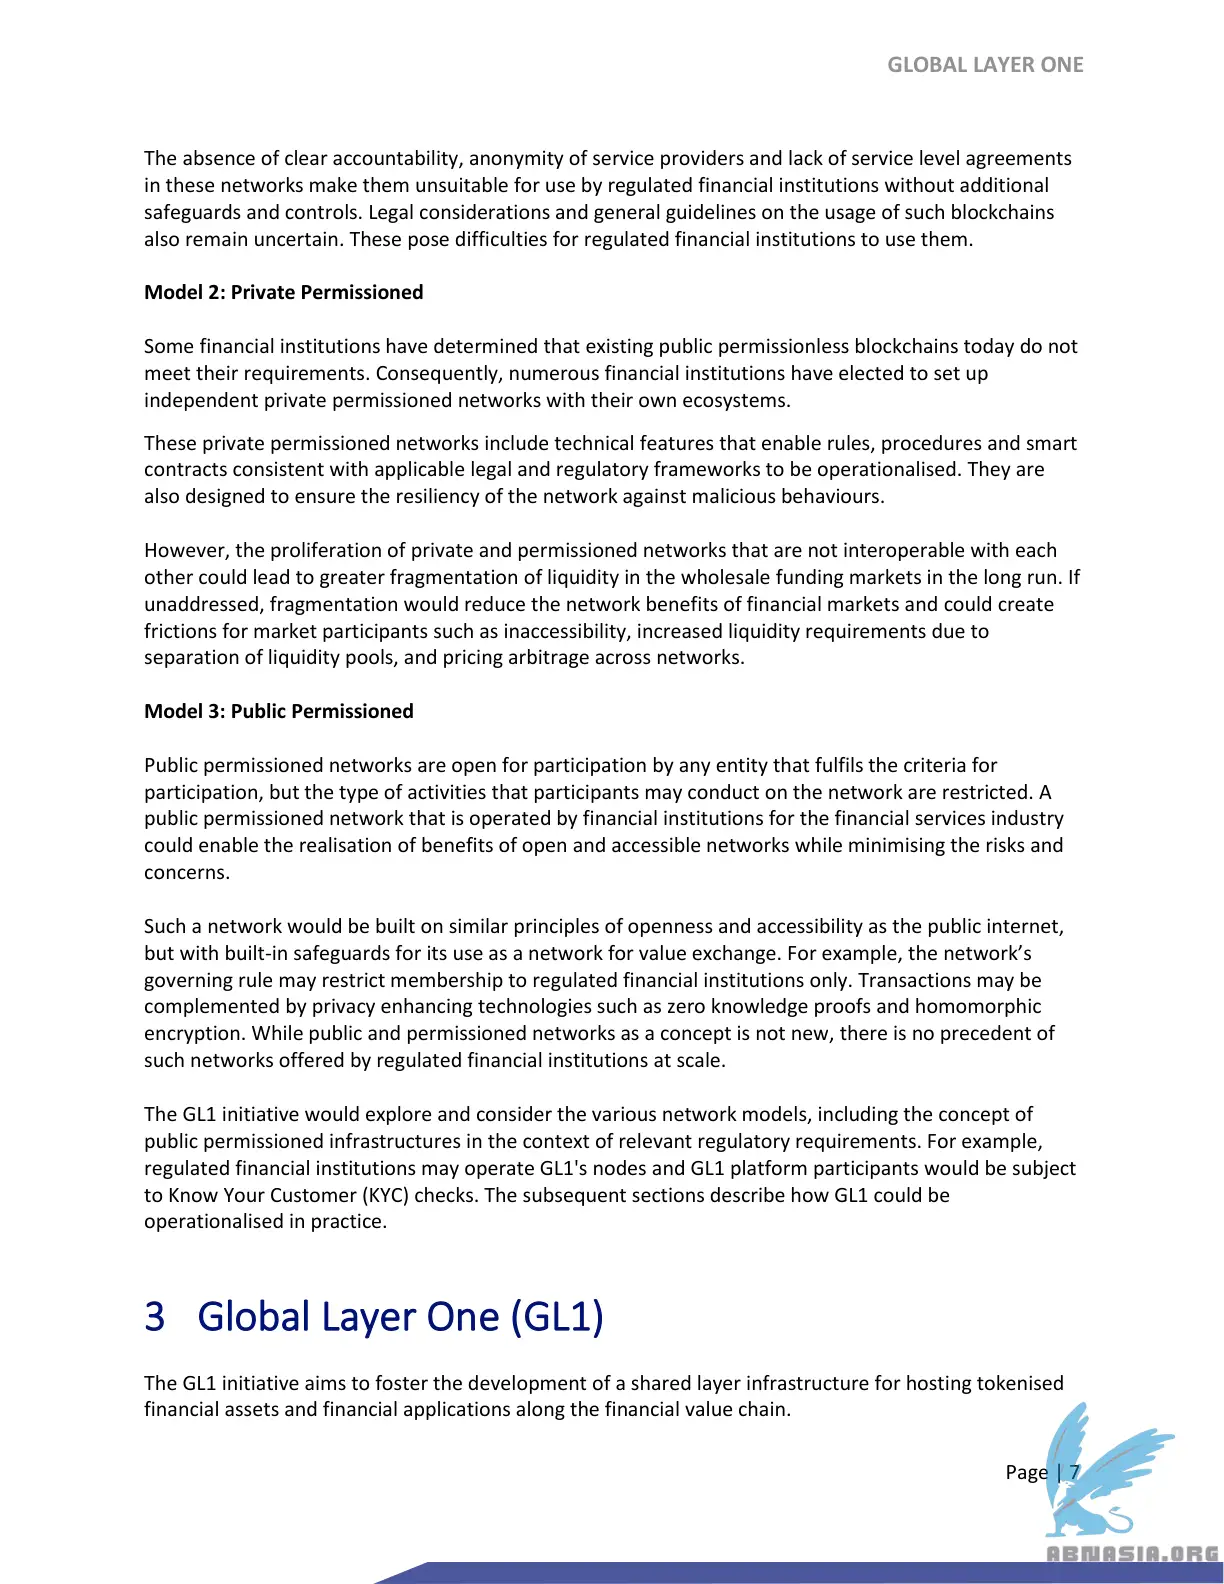 GLOBAL LAYER ONE
The absence of clear accountability, anonymity of service providers and lack of service level agreements
in these networks make them unsuitable for use by regulated financial institutions without additional
safeguards and controls. Legal considerations and general guidelines on the usage of such blockchains
also remain uncertain. These pose difficulties for regulated financial institutions to use them.
Model 2: Private Permissioned
Some financial institutions have determined that existing public permissionless blockchains today do not
meet their requirements. Consequently, numerous financial institutions have elected to set up
independent private permissioned networks with their own ecosystems.
These private permissioned networks include technical features that enable rules, procedures and smart
contracts consistent with applicable legal and regulatory frameworks to be operationalised. They are
also designed to ensure the resiliency of the network against malicious behaviours.
However, the proliferation of private and permissioned networks that are not interoperable with each
other could lead to greater fragmentation of liquidity in the wholesale funding markets in the long run. If
unaddressed, fragmentation would reduce the network benefits of financial markets and could create
frictions for market participants such as inaccessibility, increased liquidity requirements due to
separation of liquidity pools, and pricing arbitrage across networks.
Model 3: Public Permissioned
Public permissioned networks are open for participation by any entity that fulfils the criteria for
participation, but the type of activities that participants may conduct on the network are restricted. A
public permissioned network that is operated by financial institutions for the financial services industry
could enable the realisation of benefits of open and accessible networks while minimising the risks and
concerns.
Such a network would be built on similar principles of openness and accessibility as the public internet,
but with built-in safeguards for its use as a network for value exchange. For example, the network’s
governing rule may restrict membership to regulated financial institutions only. Transactions may be
complemented by privacy enhancing technologies such as zero knowledge proofs and homomorphic
encryption. While public and permissioned networks as a concept is not new, there is no precedent of
such networks offered by regulated financial institutions at scale.
The GL1 initiative would explore and consider the various network models, including the concept of
public permissioned infrastructures in the context of relevant regulatory requirements. For example,
regulated financial institutions may operate GL1's nodes and GL1 platform participants would be subject
to Know Your Customer (KYC) checks. The subsequent sections describe how GL1 could be
operationalised in practice.
3 Global Layer One (GL1)
The GL1 initiative aims to foster the development of a shared layer infrastructure for hosting tokenised
financial assets and financial applications along the financial value chain.
Page | 7
ABNASIA.ORG